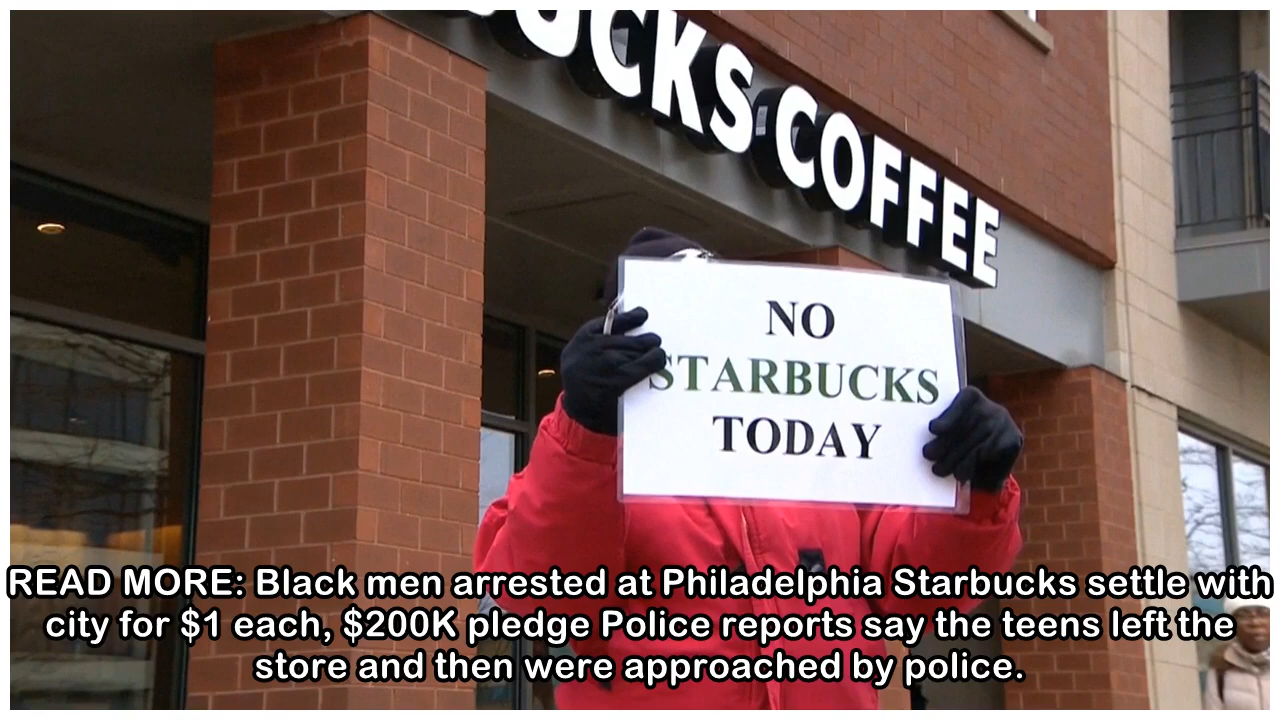 BUCKS COFFEE
NO
STARBUCKS
TODAY
READ MORE: Black men arrested at Philadelphia Starbucks settle with
city for $1 each, $200K pledge Police reports say the teens left the
store and then were approached by police.